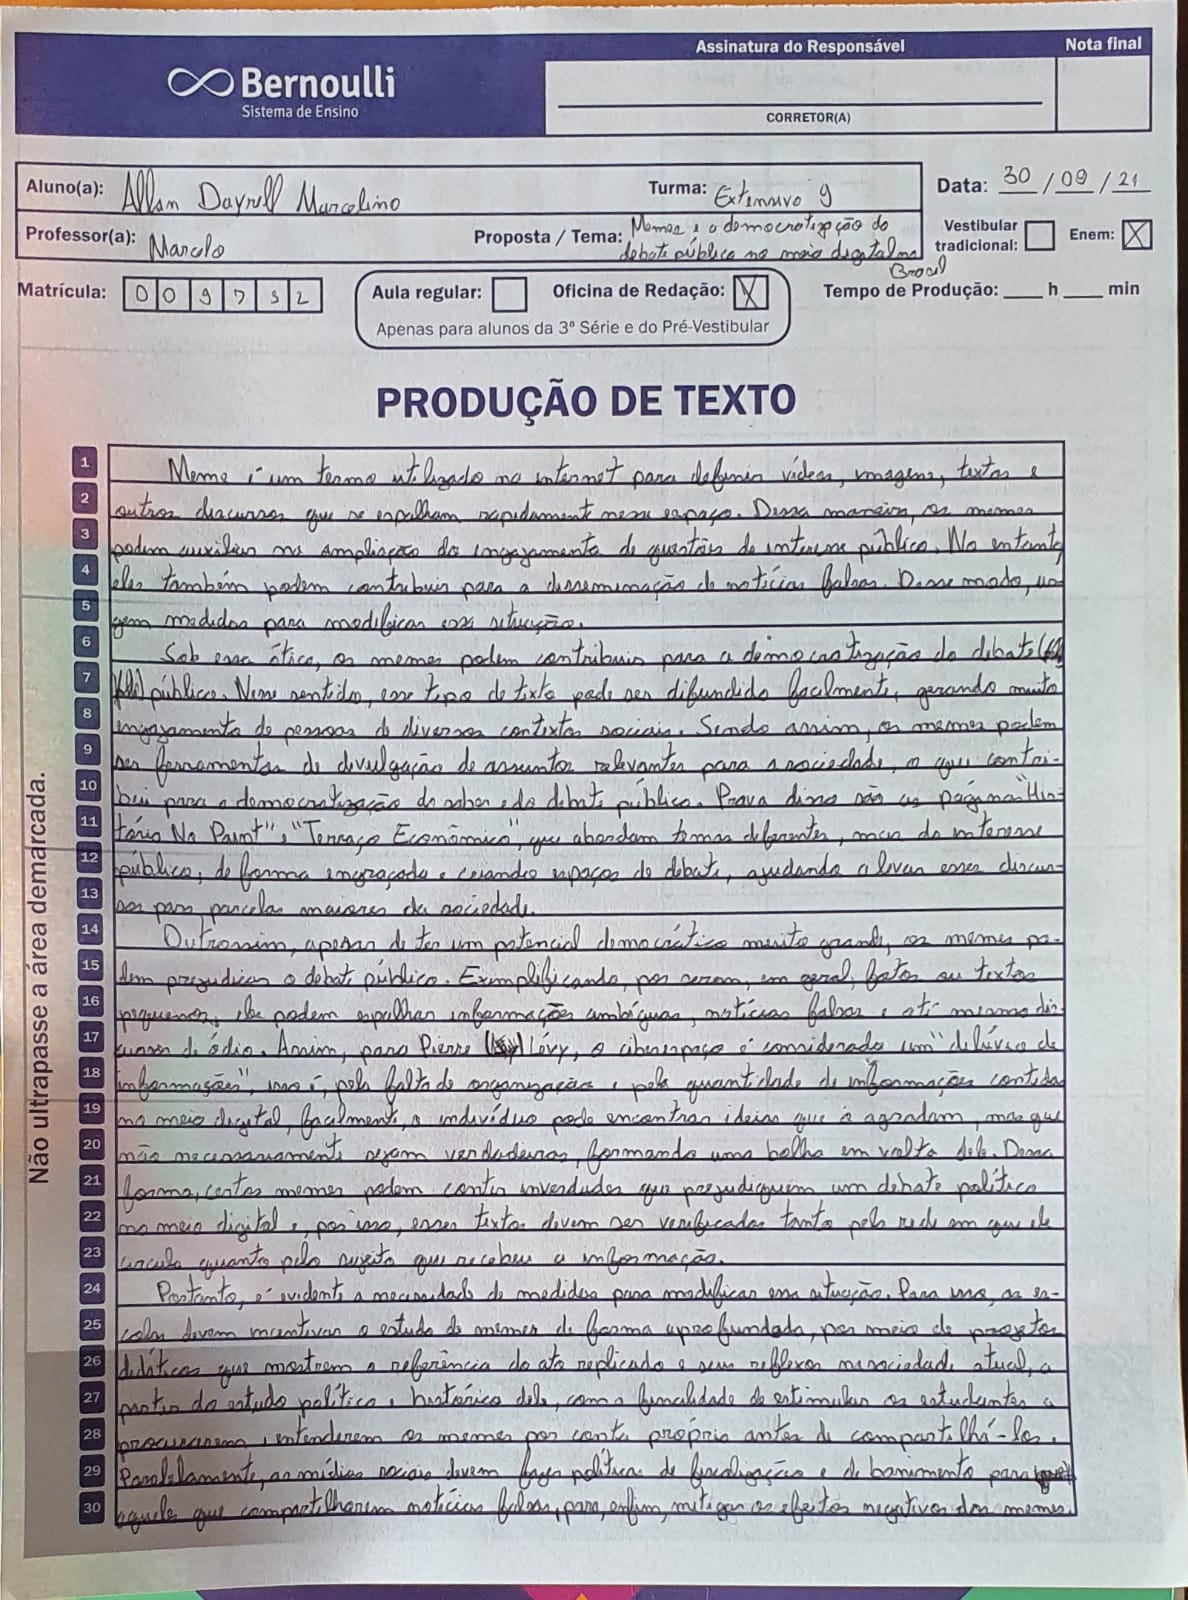 Assinatura do Responsável
Nota final
Bernoulli
Sistema de Ensino
CORRETOR(A)
Aluno(a): Allan Dayrell Marcelino
Turma: Extensivo 9
Data: 30/09/21
Professor(a): Marcelo
Proposta / Tema: Memes e a democratização do
debate público no meio digital no
Brasil
Vestibular
tradicional:
Enem: X
Matrícula: 009732
Aula regular:
Oficina de Redação: X
Tempo de Produção: ___ h ___ min
Apenas para alunos da 3ª Série e do Pré-Vestibular
PRODUÇÃO DE TEXTO
Não ultrapasse a área demarcada.
1 Meme é um termo utilizado na internet para definir vídeos, imagens, textos e
2 outros discursos que se espalham rapidamente nesse espaço. Dessa maneira, os memes
3 podem auxiliar na ampliação do engajamento de questões de interesse público. No entanto
4 eles também podem contribuir para a disseminação de notícias falsas. Desse modo, ur-
5 gem medidas para modificar essa situação.
6 Sob essa ótica, os memes podem contribuir para a democratização do debate
7 público. Nesse sentido, esse tipo de texto pode ser difundido facilmente, gerando muito
8 engajamento de pessoas de diversos contextos sociais. Sendo assim, os memes podem
9 ser ferramentas de divulgação de assuntos relevantes para a sociedade, o que contri-
10 bui para a democratização do saber e do debate público. Prova disso são as páginas "His-
11 tória No Paint" e "Terraço Econômico", que abordam temas diferentes, mas de interesse
12 público, de forma engraçada e criando espaços de debate, ajudando a levar esses discur-
13 sos para parcelas maiores da sociedade.
14 Outrossim, apesar de ter um potencial democrático muito grande, os memes po-
15 dem prejudicar o debate público. Exemplificando, por serem, em geral, fotos ou textos
16 pequenos, eles podem espalhar informações ambíguas, notícias falsas e até mesmo dis-
17 cursos de ódio. Assim, para Pierre Lévy, o ciberespaço é considerado um "dilúvio de
18 informações", isso é, pela falta de organização e pela quantidade de informações contidas
19 no meio digital, facilmente, o indivíduo pode encontrar ideias que o agradam, mas que
20 não necessariamente sejam verdadeiras, formando uma bolha em volta dele. Dessa
21 forma, certos memes podem conter inverdades que prejudiquem um debate político
22 no meio digital e, por isso, esses textos devem ser verificados tanto pela rede em que ele
23 circula quanto pelo sujeito que recebeu a informação.
24 Portanto, é evidente a necessidade de medidas para modificar essa situação. Para isso, as es-
25 colas devem incentivar o estudo de memes de forma aprofundada, por meio de projetos
26 didáticos que mostrem a referência do ato replicado e seus reflexos na sociedade atual, a
27 partir do estudo político e histórico dele, com a finalidade de estimular os estudantes a
28 procurarem e entenderem os memes por conta própria antes de compartilhá-los.
29 Paralelamente, as mídias sociais devem fazer políticas de fiscalização e de banimento para
30 aqueles que compartilharem notícias falsas, para, enfim, mitigar os efeitos negativos dos memes.